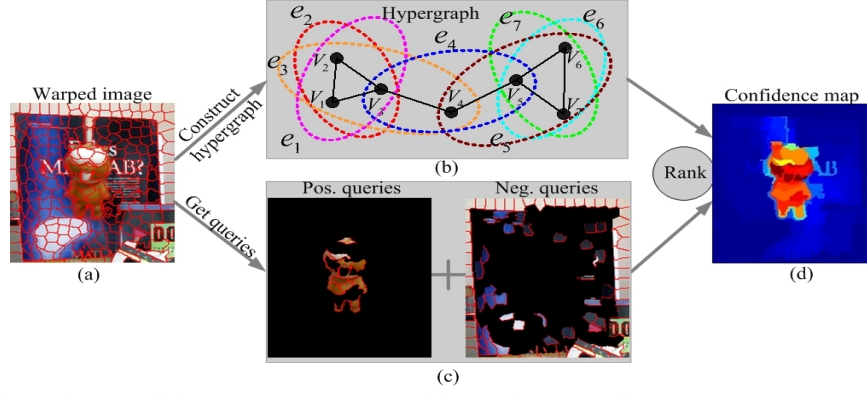 Warped image
(a)
Construct
hypergraph
Get queries
Hypergraph
e2
e3
e1
e4
e7
e6
e5
V2
V1
V3
V4
V5
V6
V7
(b)
Pos. queries
Neg. queries
(c)
Rank
Confidence map
(d)